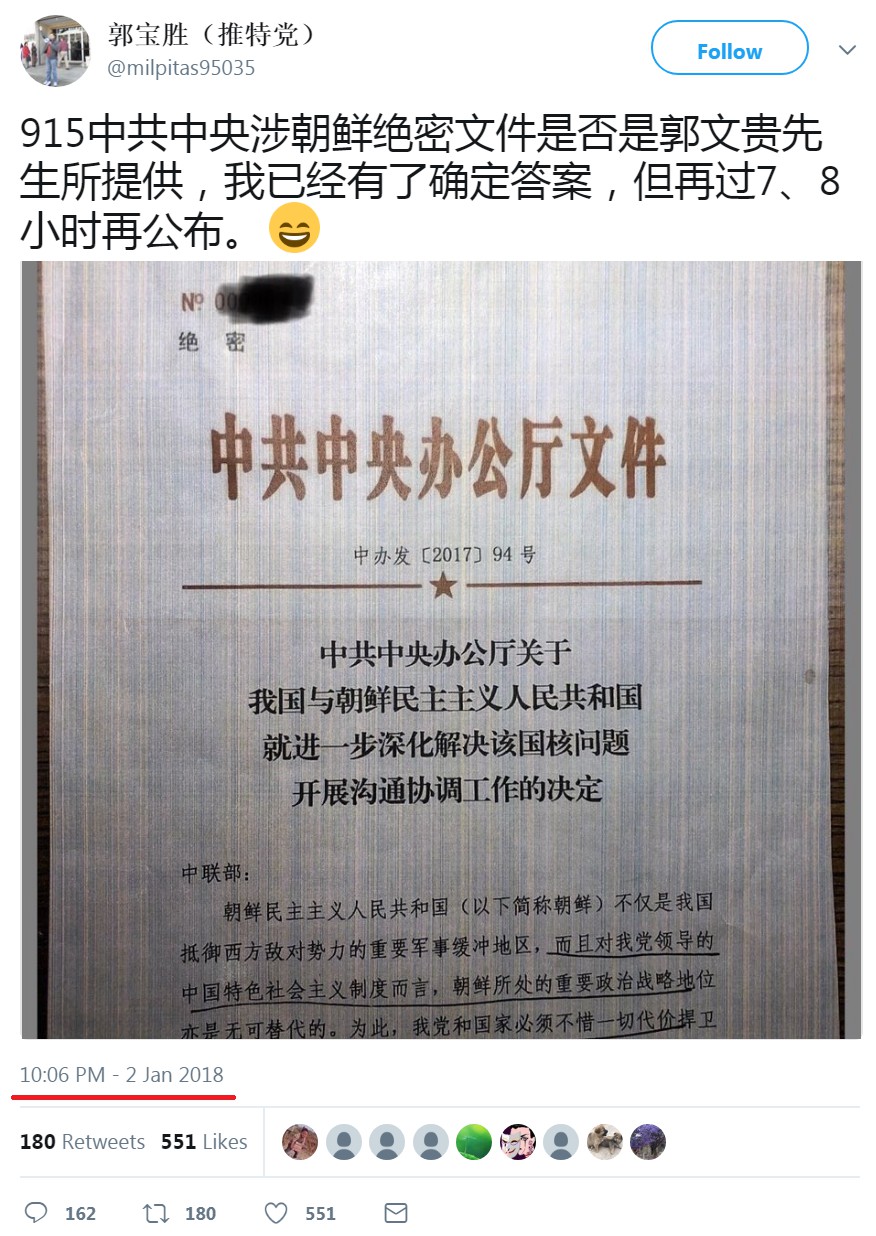 郭宝胜（推特党）
@milpitas95035
Follow
915中共中央涉朝鲜绝密文件是否是郭文贵先
生所提供，我已经有了确定答案，但再过7、8
小时再公布。
№ 00
绝 密
中共中央办公厅文件
中办发〔2017〕94 号
中共中央办公厅关于
我国与朝鲜民主主义人民共和国
就进一步深化解决该国核问题
开展沟通协调工作的决定
中联部：
朝鲜民主主义人民共和国（以下简称朝鲜）不仅是我国
抵御西方敌对势力的重要军事缓冲地区，而且对我党领导的
中国特色社会主义制度而言，朝鲜所处的重要政治战略地位
亦是无可替代的。为此，我党和国家必须不惜一切代价捍卫
10:06 PM - 2 Jan 2018
180 Retweets 551 Likes
162 180 551